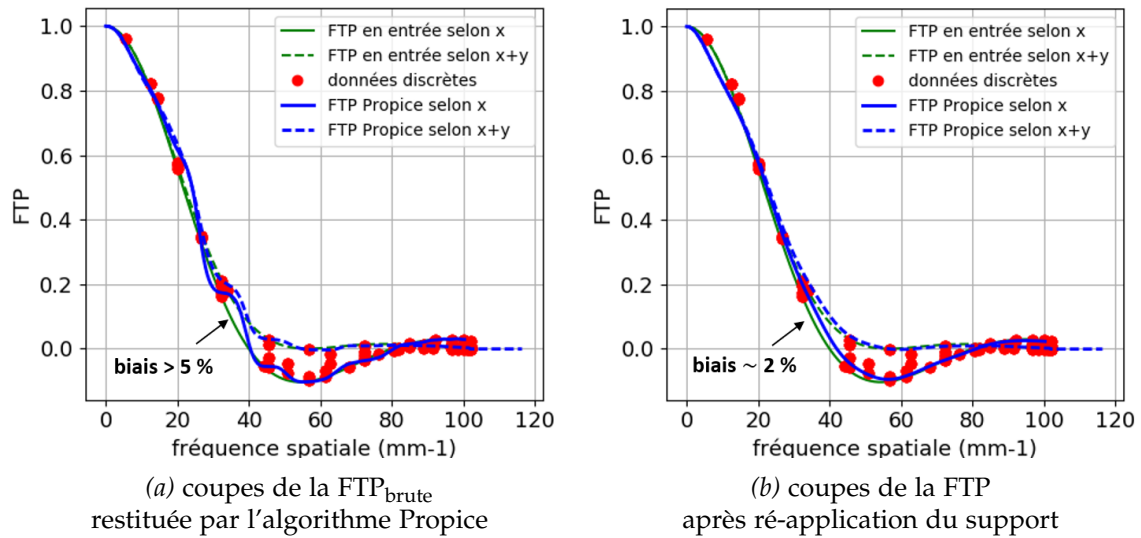 FTP en entrée selon x
FTP en entrée selon x+y
données discrètes
FTP Propice selon x
FTP Propice selon x+y
1.0
0.8
0.6
0.4
0.2
0.0
FTP
biais > 5 %
0 20 40 60 80 100 120
fréquence spatiale (mm-1)
(a) coupes de la FTPbrute
restituée par l'algorithme Propice
FTP en entrée selon x
FTP en entrée selon x+y
données discrètes
FTP Propice selon x
FTP Propice selon x+y
1.0
0.8
0.6
0.4
0.2
0.0
FTP
biais ~ 2 %
0 20 40 60 80 100 120
fréquence spatiale (mm-1)
(b) coupes de la FTP
après ré-application du support